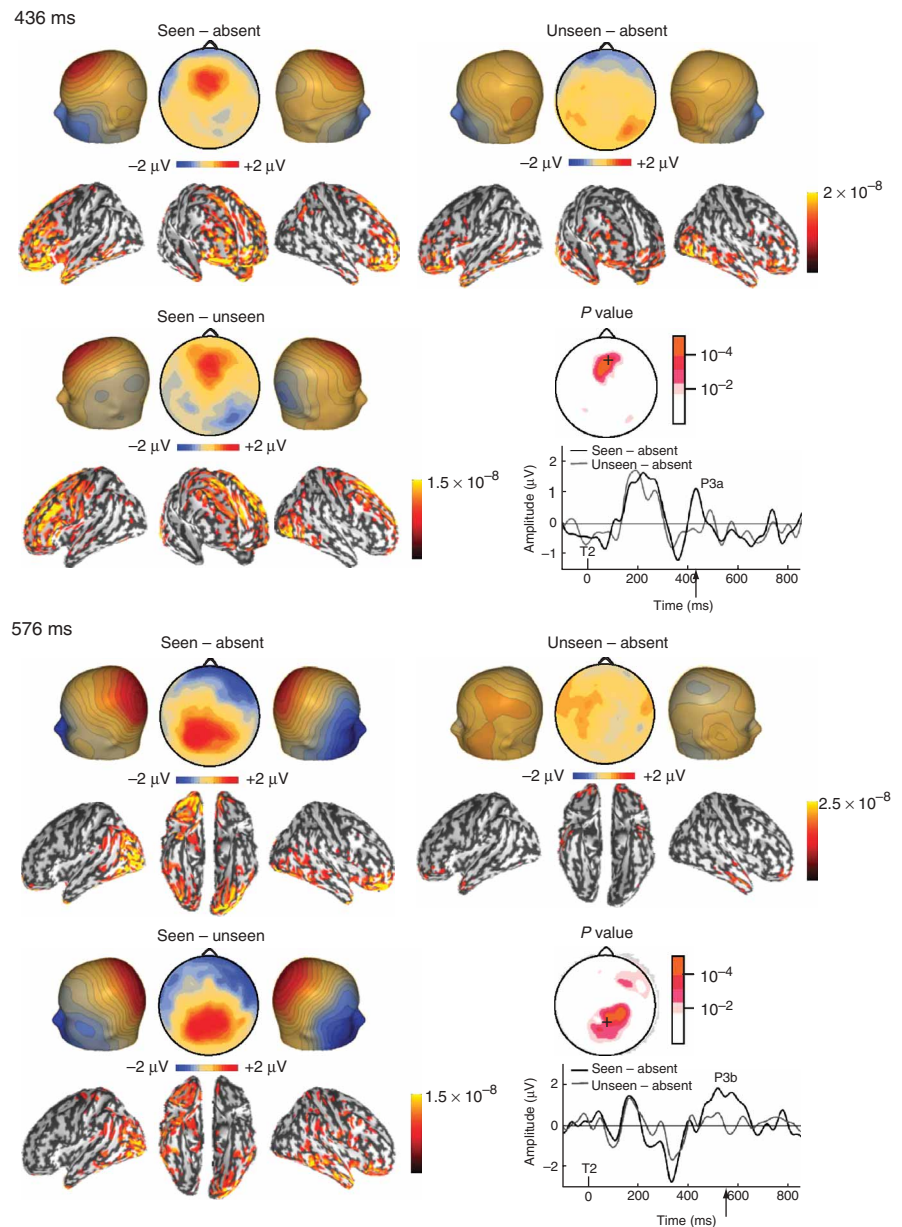 436 ms
Seen – absent
Unseen – absent
–2 μV +2 μV
–2 μV +2 μV
2 × 10⁻⁸
Seen – unseen
P value
10⁻⁴
10⁻²
–2 μV +2 μV
1.5 × 10⁻⁸
Seen – absent
Unseen – absent
P3a
Amplitude (μV)
2
1
0
–1
T2
0 200 400 600 800
Time (ms)
576 ms
Seen – absent
Unseen – absent
–2 μV +2 μV
–2 μV +2 μV
2.5 × 10⁻⁸
Seen – unseen
P value
10⁻⁴
10⁻²
–2 μV +2 μV
1.5 × 10⁻⁸
Seen – absent
Unseen – absent
P3b
Amplitude (μV)
2
0
–2
T2
0 200 400 600 800
Time (ms)